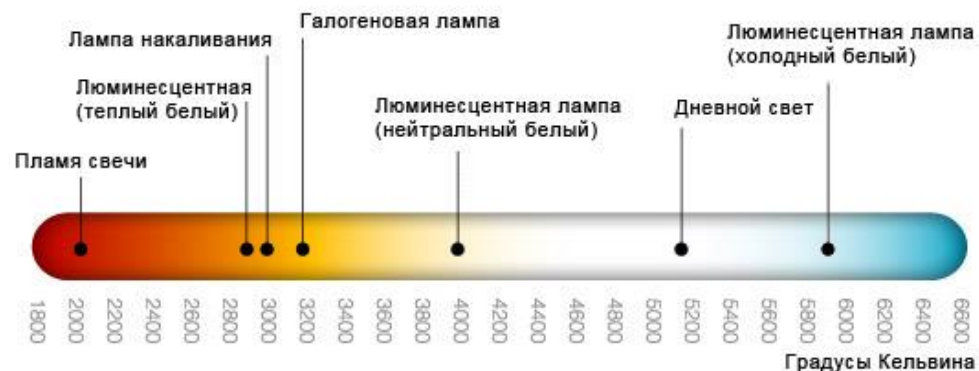 Галогеновая лампа
Лампа накаливания
Люминесцентная лампа
(холодный белый)
Люминесцентная
(теплый белый)
Люминесцентная лампа
(нейтральный белый)
Дневной свет
Пламя свечи
1800
2000
2200
2400
2600
2800
3000
3200
3400
3600
3800
4000
4200
4400
4600
4800
5000
5200
5400
5600
5800
6000
6200
6400
6600
Градусы Кельвина